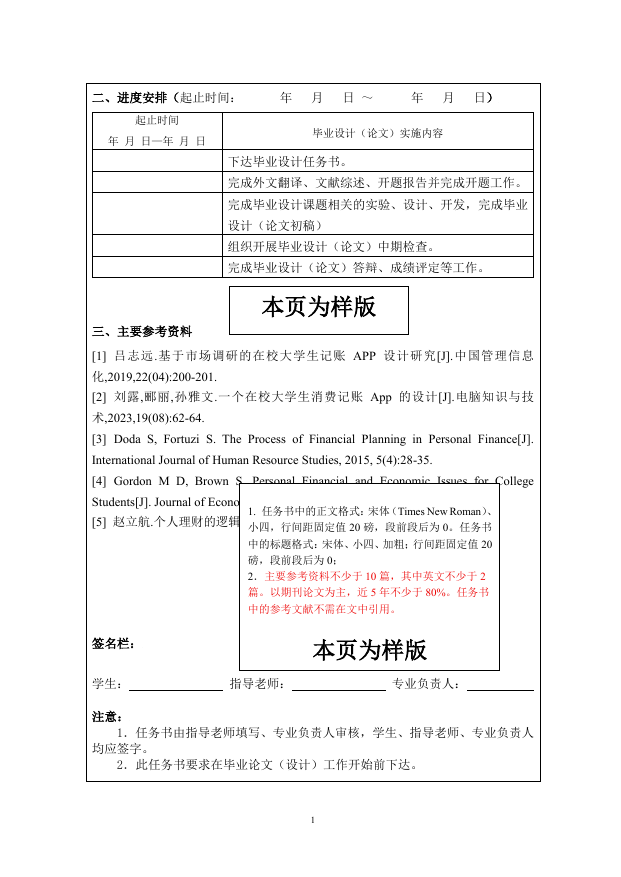 二、进度安排（起止时间：  年  月  日 ～  年  月  日）
起止时间
年 月 日—年 月 日
毕业设计（论文）实施内容
下达毕业设计任务书。
完成外文翻译、文献综述、开题报告并完成开题工作。
完成毕业设计课题相关的实验、设计、开发，完成毕业
设计（论文初稿）
组织开展毕业设计（论文）中期检查。
完成毕业设计（论文）答辩、成绩评定等工作。
本页为样版
三、主要参考资料
[1] 吕志远.基于市场调研的在校大学生记账 APP 设计研究[J].中国管理信息
化,2019,22(04):200-201.
[2] 刘露,郦丽,孙雅文.一个在校大学生消费记账 App 的设计[J].电脑知识与技
术,2023,19(08):62-64.
[3] Doda S, Fortuzi S. The Process of Financial Planning in Personal Finance[J].
International Journal of Human Resource Studies, 2015, 5(4):28-35.
[4] Gordon M D, Brown S. Personal Financial and Economic Issues for College
Students[J]. Journal of Econo
[5] 赵立航.个人理财的逻辑
1. 任务书中的正文格式：宋体（Times New Roman）、
小四，行间距固定值 20 磅，段前段后为 0。任务书
中的标题格式：宋体、小四、加粗；行间距固定值 20
磅，段前段后为 0；
2．主要参考资料不少于 10 篇，其中英文不少于 2
篇。以期刊论文为主，近 5 年不少于 80%。任务书
中的参考文献不需在文中引用。
本页为样版
签名栏：
学生： 指导老师： 专业负责人：
注意：
1．任务书由指导老师填写、专业负责人审核，学生、指导老师、专业负责人
均应签字。
2．此任务书要求在毕业论文（设计）工作开始前下达。
1